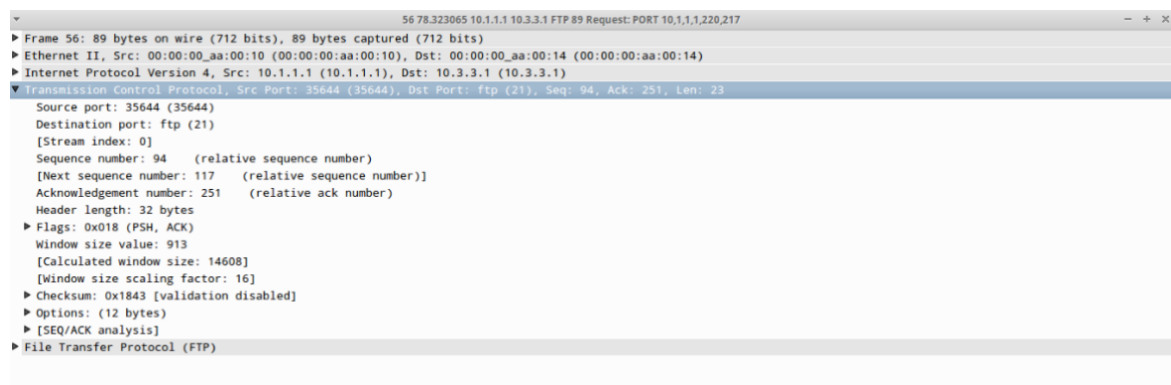 56 78.323065 10.1.1.1 10.3.3.1 FTP 89 Request: PORT 10,1,1,1,220,217
Frame 56: 89 bytes on wire (712 bits), 89 bytes captured (712 bits)
Ethernet II, Src: 00:00:00_aa:00:10 (00:00:00:aa:00:10), Dst: 00:00:00_aa:00:14 (00:00:00:aa:00:14)
Internet Protocol Version 4, Src: 10.1.1.1 (10.1.1.1), Dst: 10.3.3.1 (10.3.3.1)
Transmission Control Protocol, Src Port: 35644 (35644), Dst Port: ftp (21), Seq: 94, Ack: 251, Len: 23
Source port: 35644 (35644)
Destination port: ftp (21)
[Stream index: 0]
Sequence number: 94 (relative sequence number)
[Next sequence number: 117 (relative sequence number)]
Acknowledgement number: 251 (relative ack number)
Header length: 32 bytes
Flags: 0x018 (PSH, ACK)
Window size value: 913
[Calculated window size: 14608]
[Window size scaling factor: 16]
Checksum: 0x1843 [validation disabled]
Options: (12 bytes)
[SEQ/ACK analysis]
File Transfer Protocol (FTP)